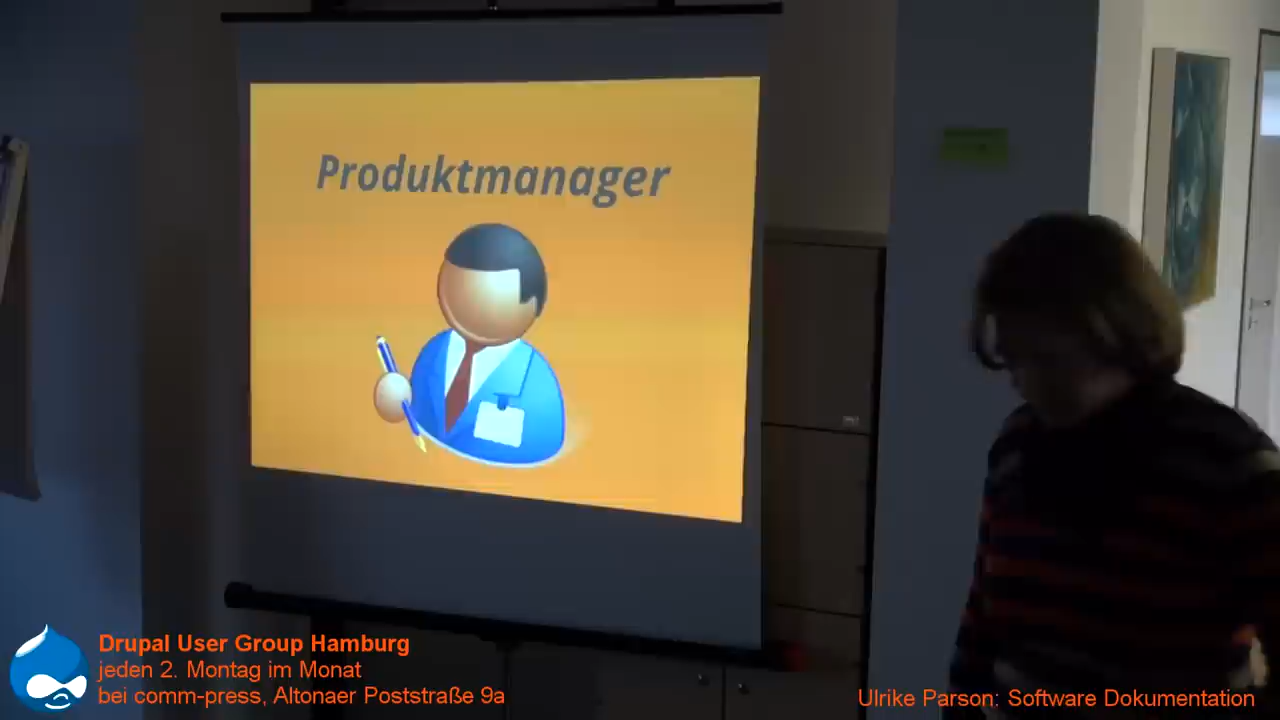 Produktmanager
Drupal User Group Hamburg
jeden 2. Montag im Monat
bei comm-press, Altonaer Poststraße 9a
Ulrike Parson: Software Dokumentation